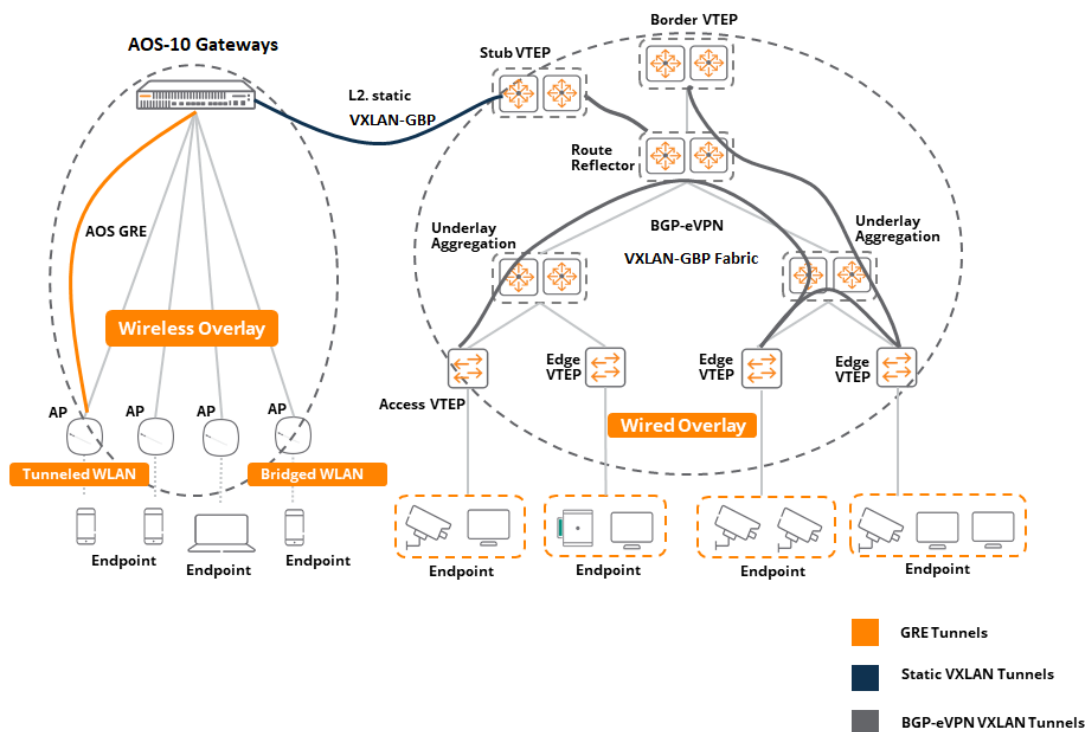 Border VTEP
AOS-10 Gateways
Stub VTEP
L2. static
VXLAN-GBP
Route
Reflector
AOS GRE
Underlay
Aggregation
BGP-eVPN
Underlay
Aggregation
VXLAN-GBP Fabric
Wireless Overlay
Edge
VTEP
Edge
VTEP
Edge
VTEP
Access VTEP
AP
AP
AP
AP
Wired Overlay
Tunneled WLAN
Bridged WLAN
Endpoint
Endpoint
Endpoint
Endpoint
Endpoint
Endpoint
Endpoint
GRE Tunnels
Static VXLAN Tunnels
BGP-eVPN VXLAN Tunnels